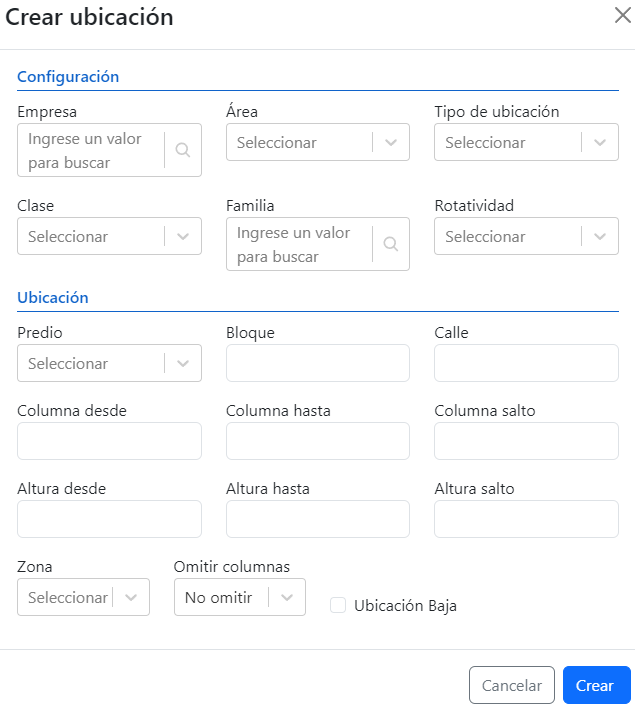 Crear ubicación
Configuración
Empresa
Área
Tipo de ubicación
Ingrese un valor
para buscar
Seleccionar
Seleccionar
Clase
Familia
Rotatividad
Seleccionar
Ingrese un valor
para buscar
Seleccionar
Ubicación
Predio
Bloque
Calle
Seleccionar
Columna desde
Columna hasta
Columna salto
Altura desde
Altura hasta
Altura salto
Zona
Omitir columnas
Seleccionar
No omitir
Ubicación Baja
Cancelar
Crear